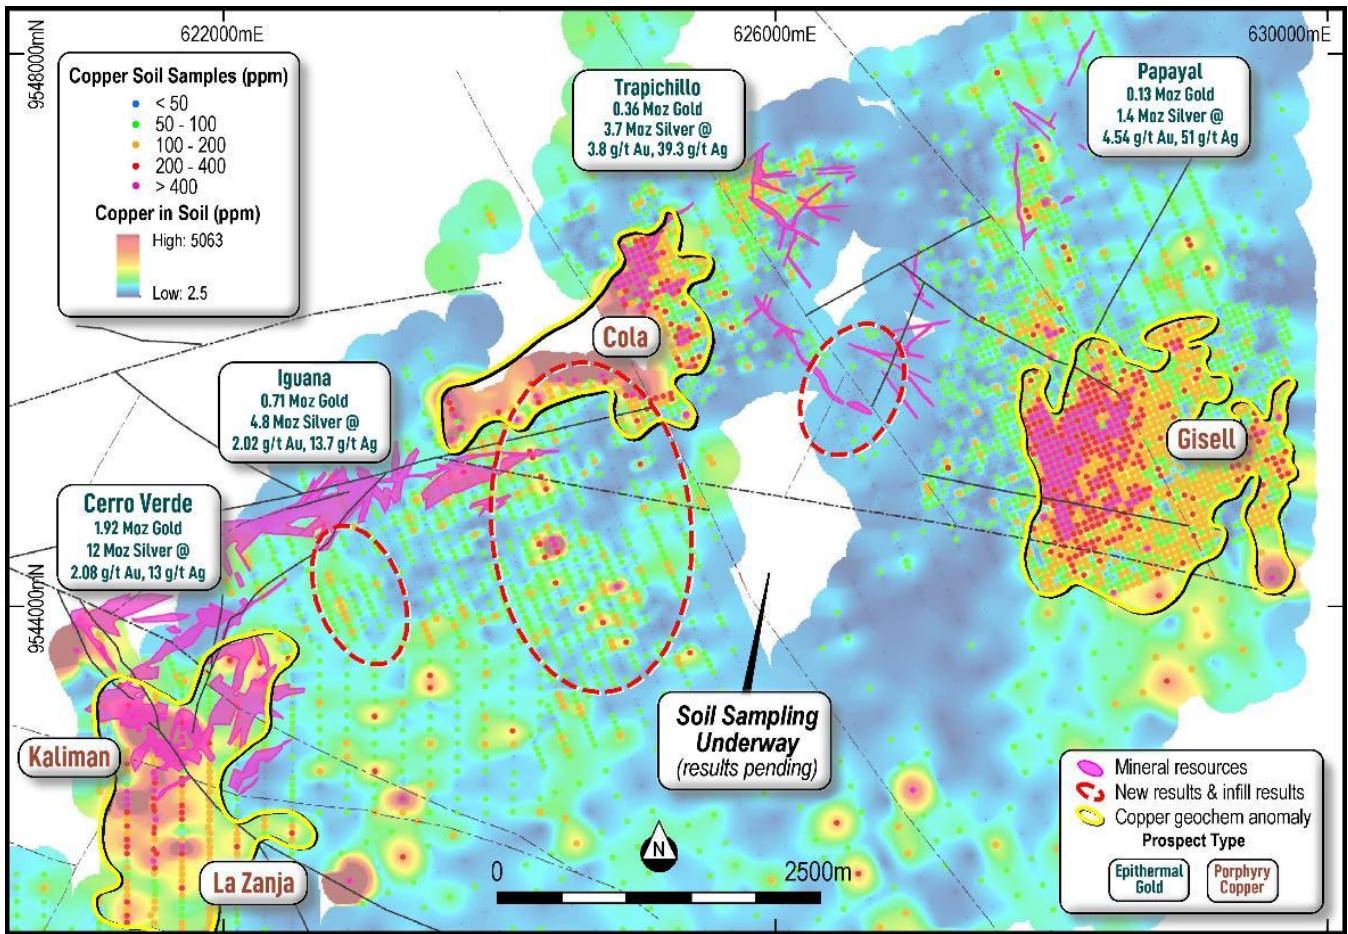 622000mE
626000mE
630000mE
9548000mN
9544000mN
Copper Soil Samples (ppm)
< 50
50 - 100
100 - 200
200 - 400
> 400
Copper in Soil (ppm)
High: 5063
Low: 2.5
Trapichillo
0.36 Moz Gold
3.7 Moz Silver @
3.8 g/t Au, 39.3 g/t Ag
Papayal
0.13 Moz Gold
1.4 Moz Silver @
4.54 g/t Au, 51 g/t Ag
Cola
Iguana
0.71 Moz Gold
4.8 Moz Silver @
2.02 g/t Au, 13.7 g/t Ag
Gisell
Cerro Verde
1.92 Moz Gold
12 Moz Silver @
2.08 g/t Au, 13 g/t Ag
Soil Sampling
Underway
(results pending)
Kaliman
La Zanja
N
0
2500m
Mineral resources
New results & infill results
Copper geochem anomaly
Prospect Type
Epithermal
Gold
Porphyry
Copper